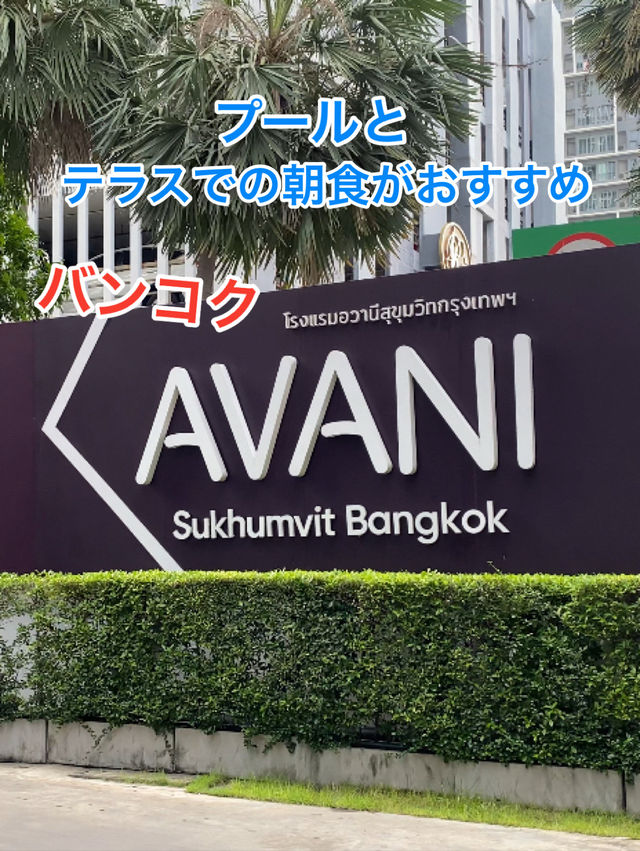 プールと
テラスでの朝食がおすすめ
バンコク
โรงแรมอวานีสุขุมวิทกรุงเทพฯ
AVANI
Sukhumvit Bangkok